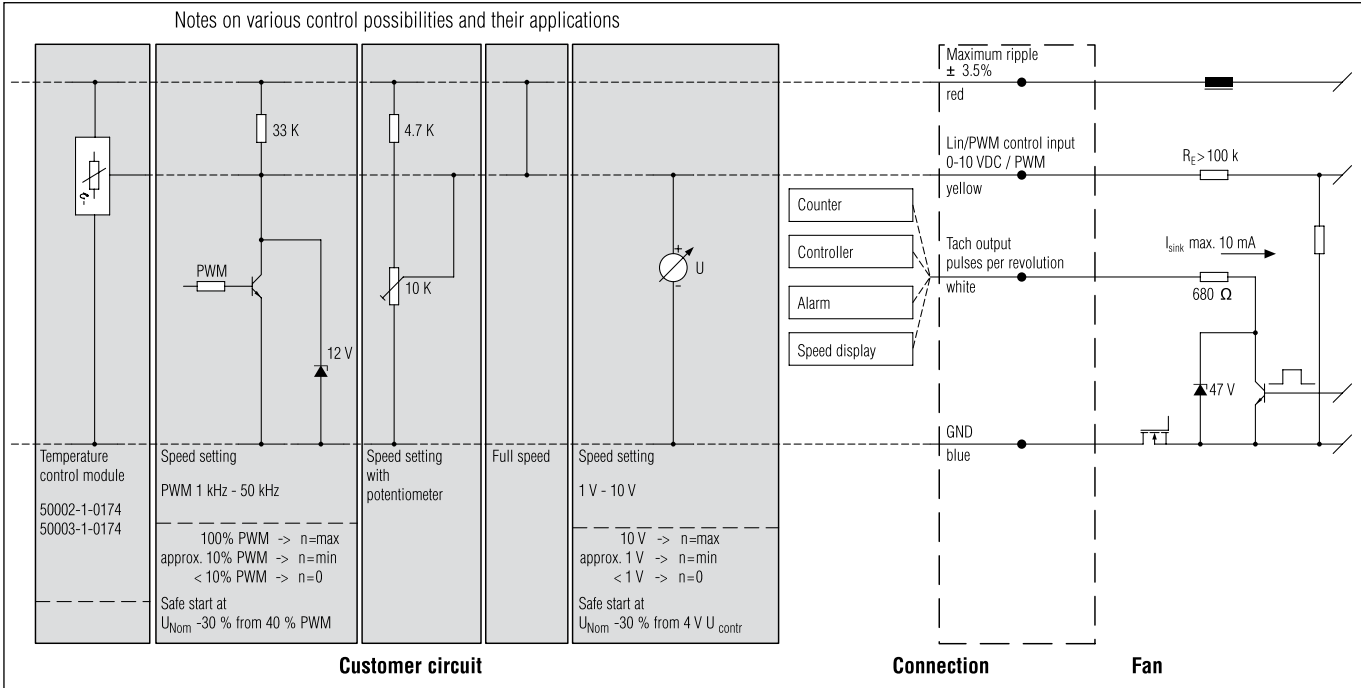 Notes on various control possibilities and their applications
33 K
PWM
12 V
4.7 K
10 K
+
U
-
Temperature
control module
50002-1-0174
50003-1-0174
Speed setting
PWM 1 kHz - 50 kHz
100% PWM -> n=max
approx. 10% PWM -> n=min
< 10% PWM -> n=0
Safe start at
UNom -30 % from 40 % PWM
Speed setting
with
potentiometer
Full speed
Speed setting
1 V - 10 V
10 V -> n=max
approx. 1 V -> n=min
< 1 V -> n=0
Safe start at
UNom -30 % from 4 V U contr
Counter
Controller
Alarm
Speed display
Maximum ripple
± 3.5%
red
Lin/PWM control input
0-10 VDC / PWM
yellow
Tach output
pulses per revolution
white
GND
blue
RE>100 k
Isink max. 10 mA
680 Ω
47 V
Customer circuit
Connection
Fan